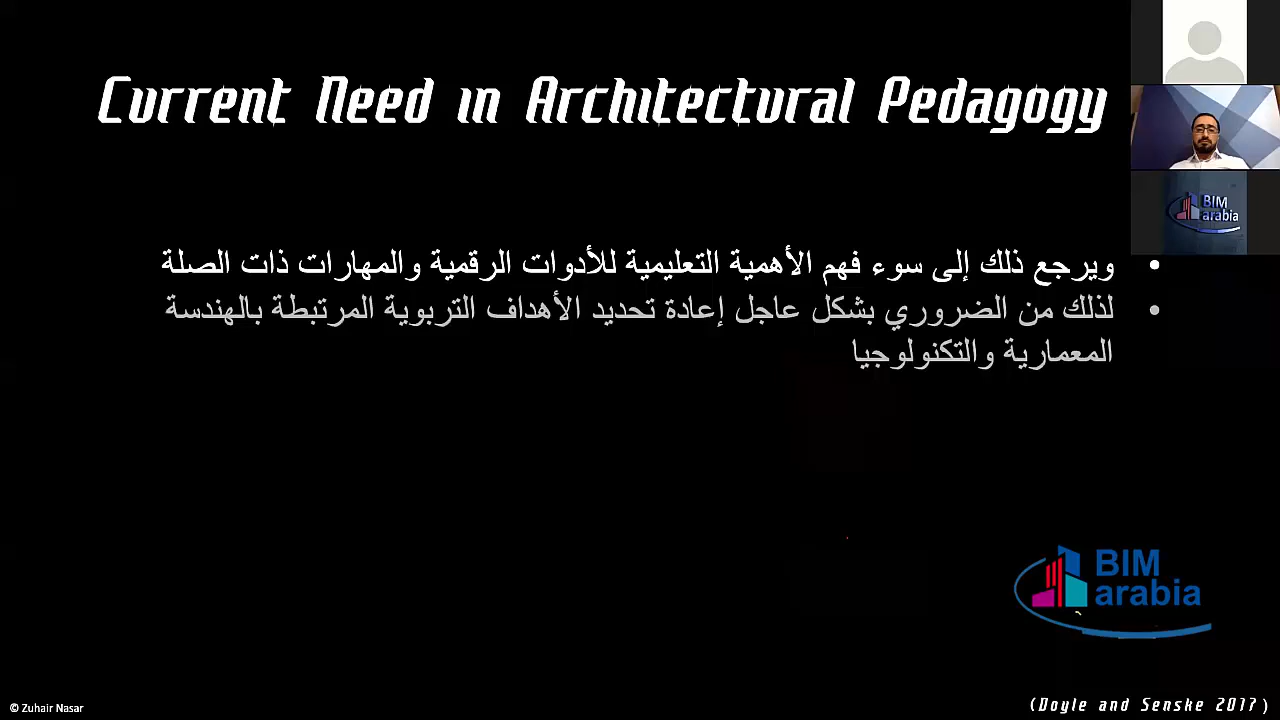 Current Need in Architectural Pedagogy
BIM
arabia
• ويرجع ذلك إلى سوء فهم الأهمية التعليمية للأدوات الرقمية والمهارات ذات الصلة
• لذلك من الضروري بشكل عاجل إعادة تحديد الأهداف التربوية المرتبطة بالهندسة
المعمارية والتكنولوجيا
BIM
arabia
© Zuhair Nasar
(Doyle and Senske 2017)